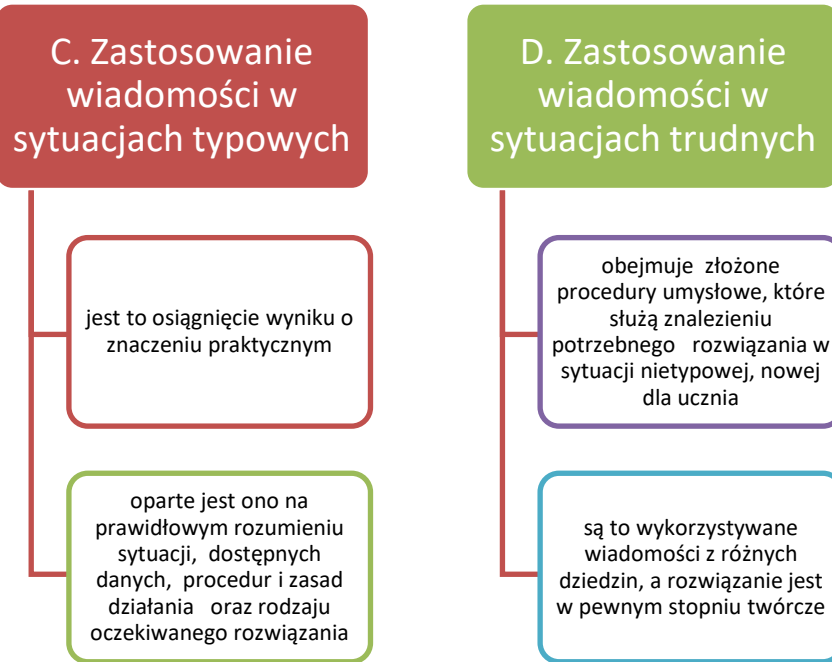 C. Zastosowanie
wiadomości w
sytuacjach typowych
jest to osiągnięcie wyniku o
znaczeniu praktycznym
oparte jest ono na
prawidłowym rozumieniu
sytuacji, dostępnych
danych, procedur i zasad
działania oraz rodzaju
oczekiwanego rozwiązania
D. Zastosowanie
wiadomości w
sytuacjach trudnych
obejmuje złożone
procedury umysłowe, które
służą znalezieniu
potrzebnego rozwiązania w
sytuacji nietypowej, nowej
dla ucznia
są to wykorzystywane
wiadomości z różnych
dziedzin, a rozwiązanie jest
w pewnym stopniu twórcze